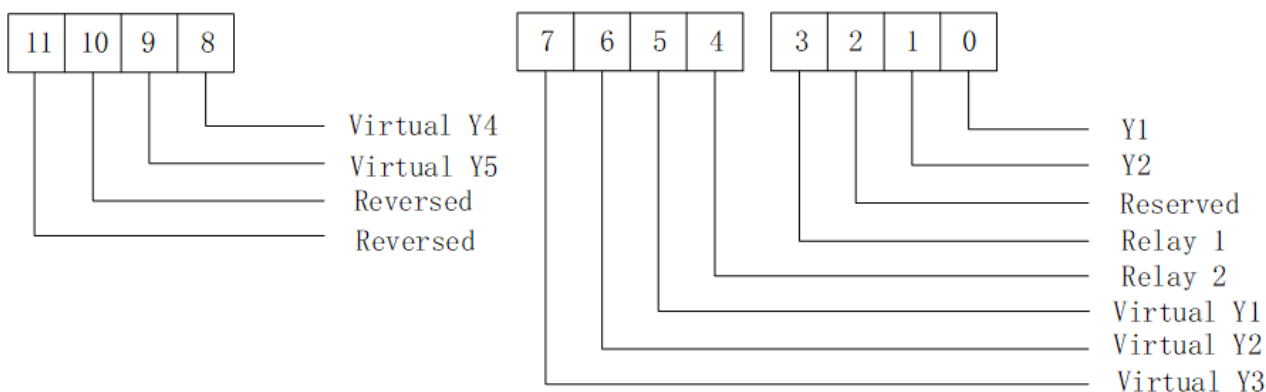 11 10 9 8
7 6 5 4 3 2 1 0
Virtual Y4
Virtual Y5
Reversed
Reversed
Y1
Y2
Reserved
Relay 1
Relay 2
Virtual Y1
Virtual Y2
Virtual Y3